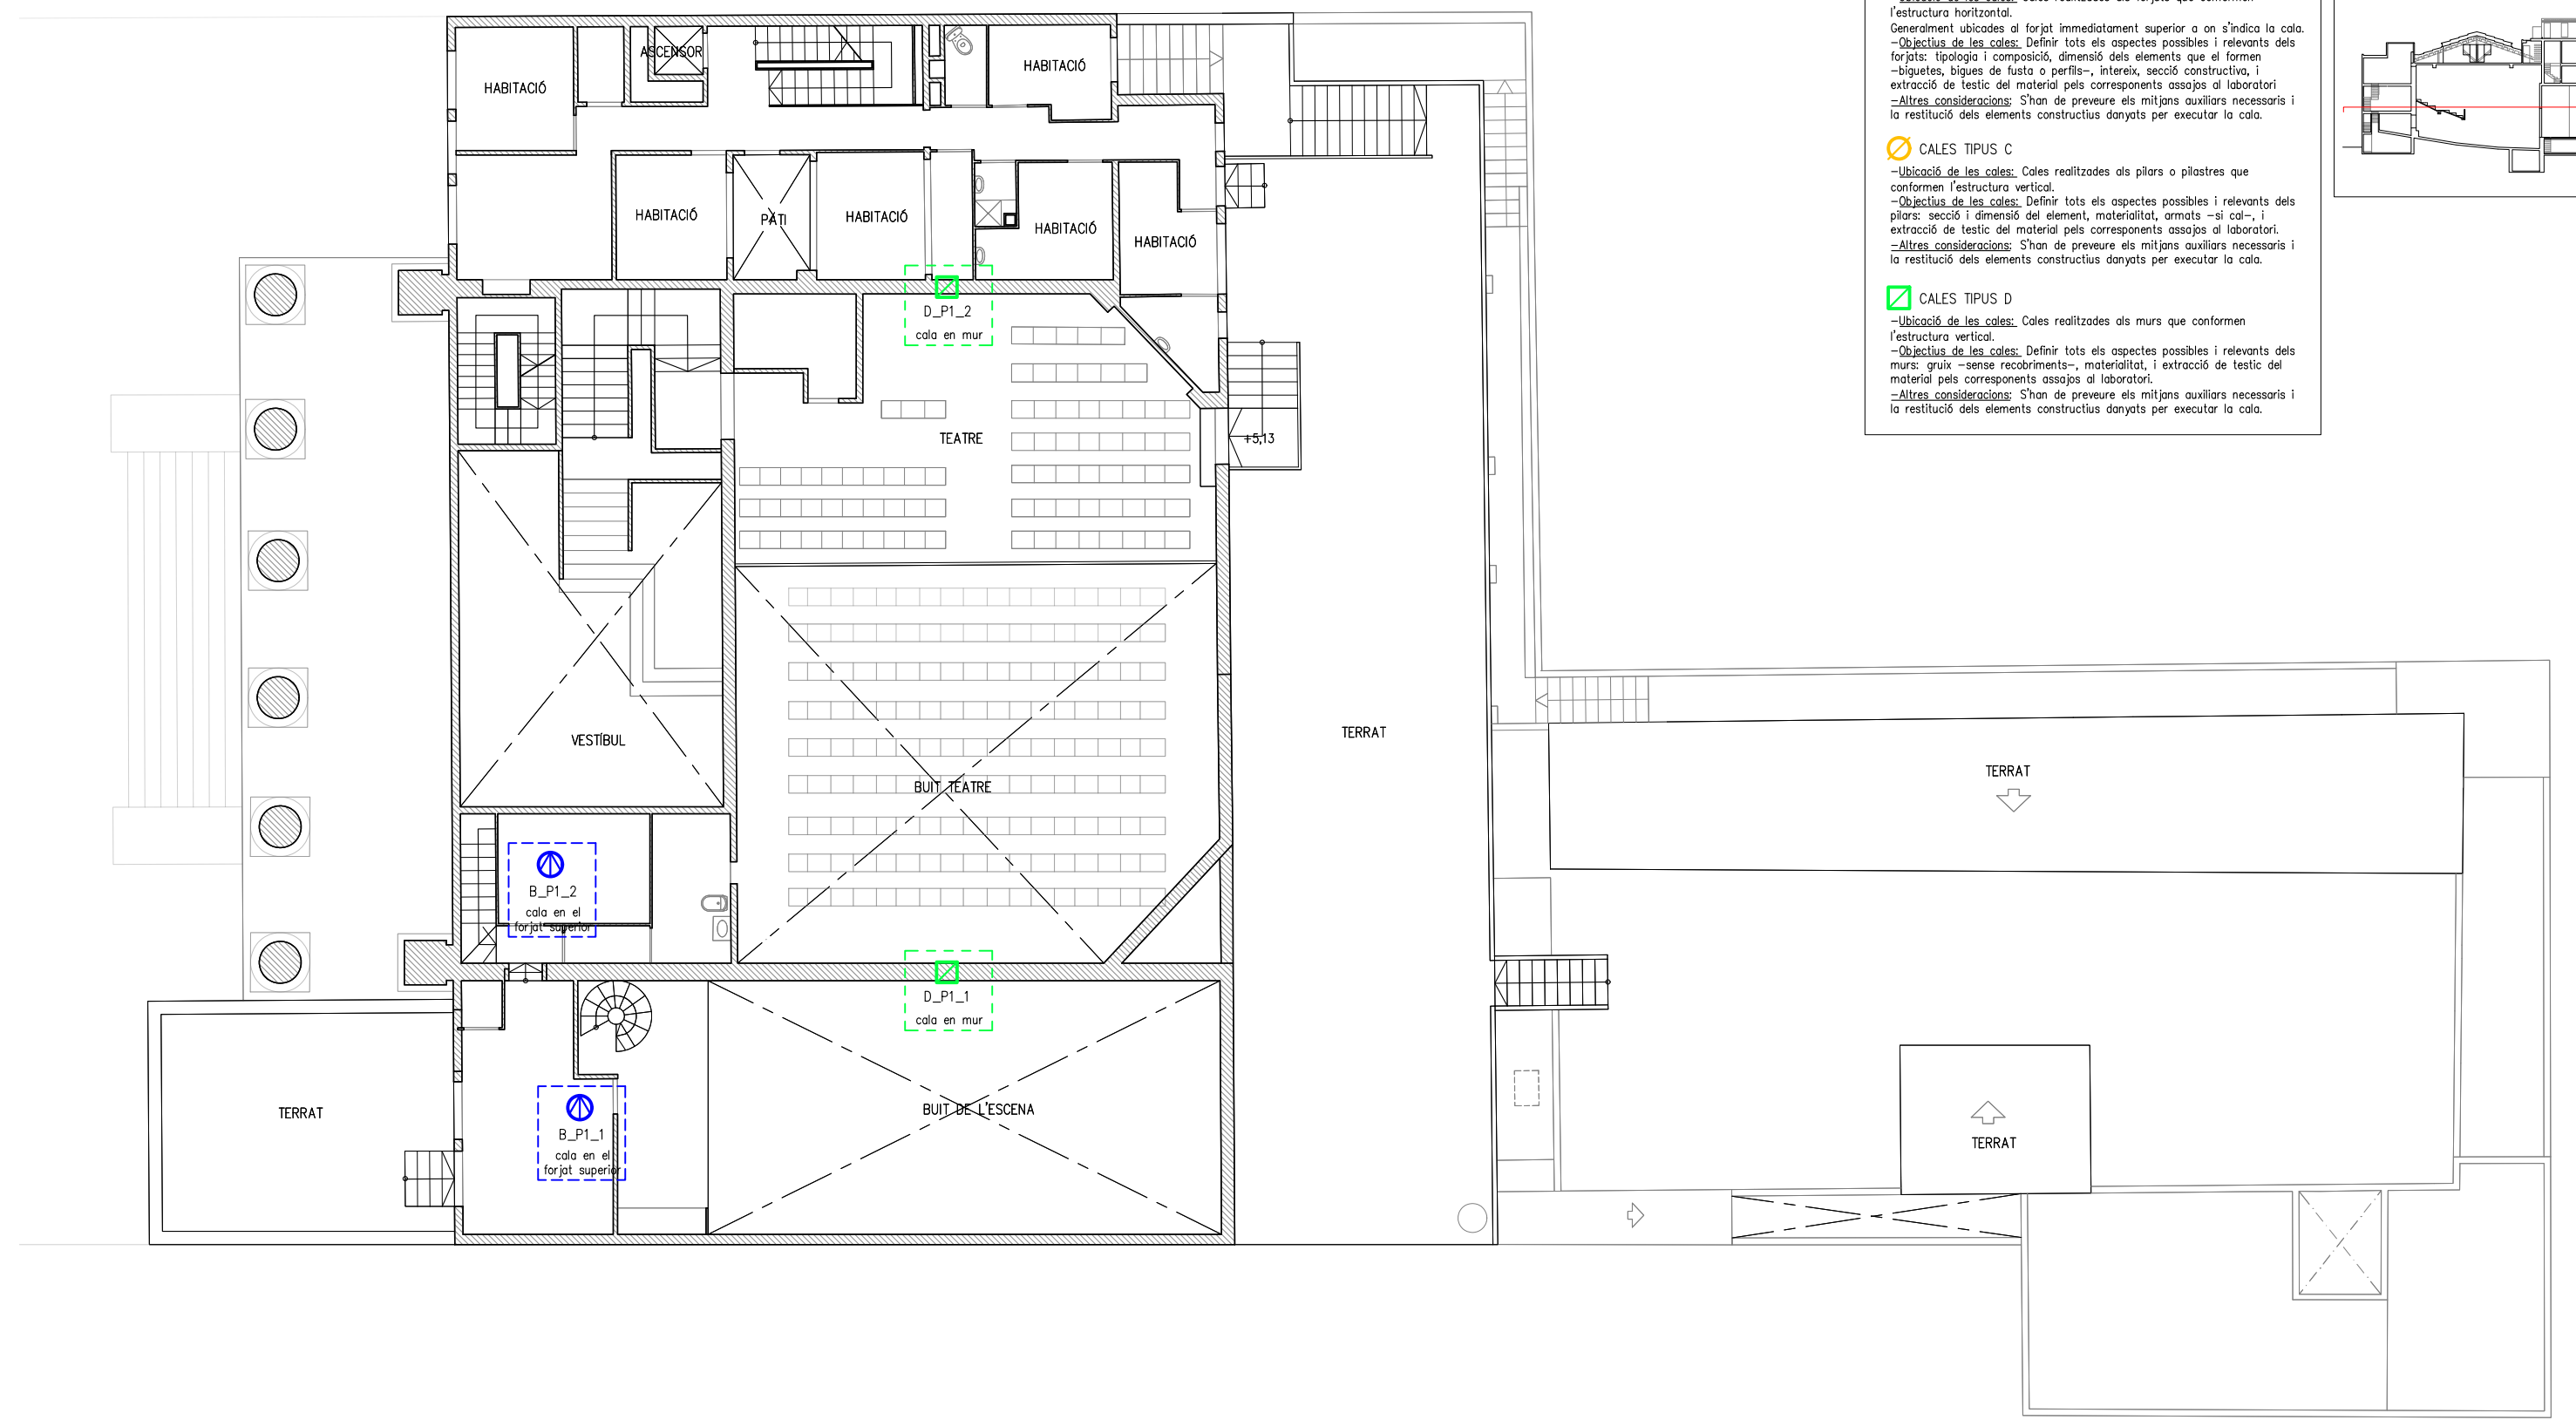 l'estructura horitzontal.
Generalment ubicades al forjat immediatament superior a on s'indica la cala.
-Objectius de les cales: Definir tots els aspectes possibles i relevants dels
forjats: tipologia i composició, dimensió dels elements que el formen
-biguetes, bigues de fusta o perfils-, intereix, secció constructiva, i
extracció de testic del material pels corresponents assajos al laboratori
-Altres consideracions: S'han de preveure els mitjans auxiliars necessaris i
la restitució dels elements constructius danyats per executar la cala.
CALES TIPUS C
-Ubicació de les cales: Cales realitzades als pilars o pilastres que
conformen l'estructura vertical.
-Objectius de les cales: Definir tots els aspectes possibles i relevants dels
pilars: secció i dimensió del element, materialitat, armats -si cal-, i
extracció de testic del material pels corresponents assajos al laboratori.
-Altres consideracions: S'han de preveure els mitjans auxiliars necessaris i
la restitució dels elements constructius danyats per executar la cala.
CALES TIPUS D
-Ubicació de les cales: Cales realitzades als murs que conformen
l'estructura vertical.
-Objectius de les cales: Definir tots els aspectes possibles i relevants dels
murs: gruix -sense recobriments-, materialitat, i extracció de testic del
material pels corresponents assajos al laboratori.
-Altres consideracions: S'han de preveure els mitjans auxiliars necessaris i
la restitució dels elements constructius danyats per executar la cala.
ASCENSOR
HABITACIÓ
HABITACIÓ
HABITACIÓ
PATI
HABITACIÓ
HABITACIÓ
HABITACIÓ
D_P1_2
cala en mur
TEATRE
+5,13
VESTÍBUL
TERRAT
TERRAT
BUIT TEATRE
B_P1_2
cala en el
forjat superior
D_P1_1
cala en mur
TERRAT
BUIT DE L'ESCENA
B_P1_1
cala en el
forjat superior
TERRAT